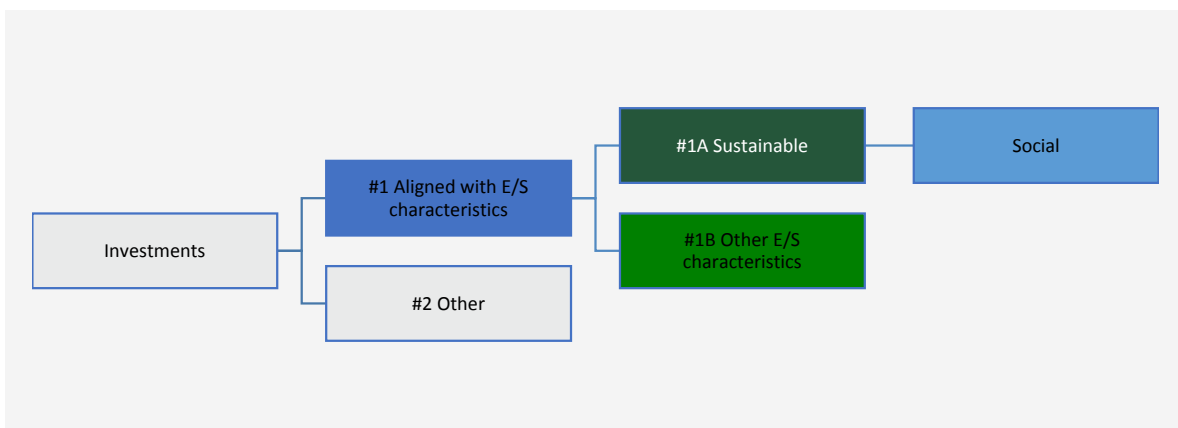 Investments
#1 Aligned with E/S
characteristics
#2 Other
#1A Sustainable
#1B Other E/S
characteristics
Social